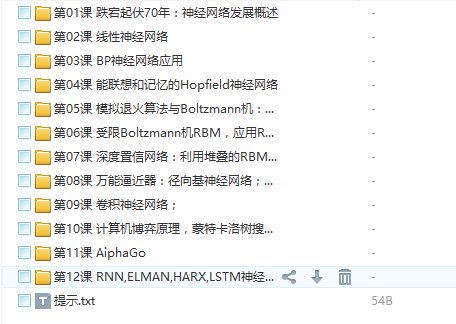 第01课 跌宕起伏70年：神经网络发展概述
-
第02课 线性神经网络
-
第03课 BP神经网络应用
-
第04课 能联想和记忆的Hopfield神经网络
-
第05课 模拟退火算法与Boltzmann机：...
-
第06课 受限Boltzmann机RBM，应用R...
-
第07课 深度置信网络：利用堆叠的RBM...
-
第08课 万能逼近器：径向基神经网络；...
-
第09课 卷积神经网络；
-
第10课 计算机博弈原理，蒙特卡洛树搜...
-
第11课 AiphaGo
-
第12课 RNN,ELMAN,HARX,LSTM神经...
-
提示.txt 54B